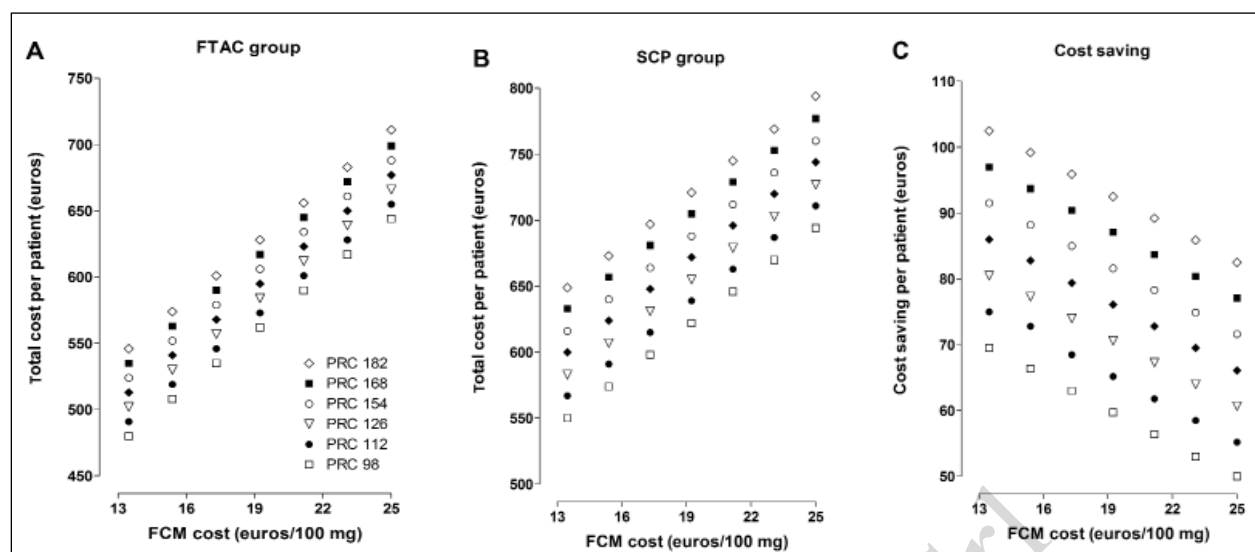 A
FTAC group
Total cost per patient (euros)
750
700
650
600
550
500
450
PRC 182
PRC 168
PRC 154
PRC 126
PRC 112
PRC 98
13 16 19 22 25
FCM cost (euros/100 mg)
B
SCP group
Total cost per patient (euros)
800
750
700
650
600
550
500
13 16 19 22 25
FCM cost (euros/100 mg)
C
Cost saving
Cost saving per patient (euros)
110
100
90
80
70
60
50
13 16 19 22 25
FCM cost (euros/100 mg)